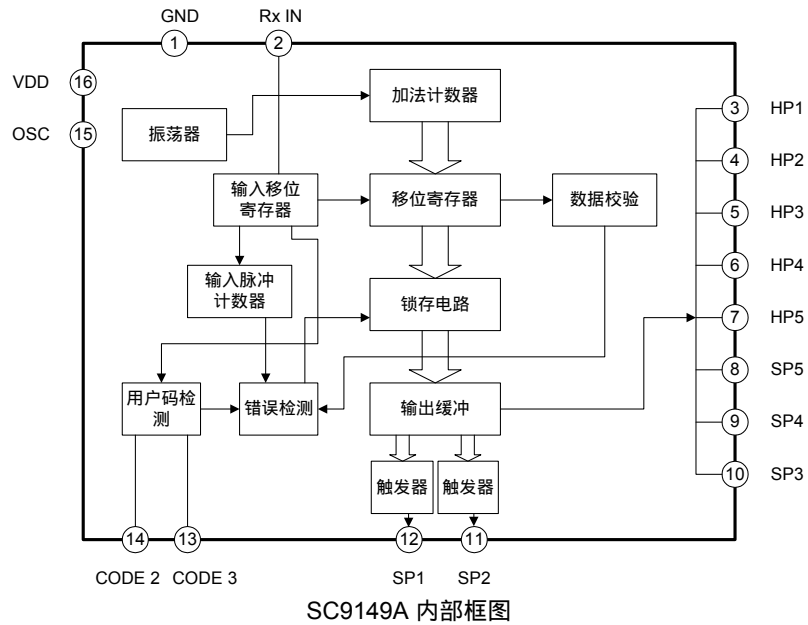 GND
Rx IN
1
2
VDD
16
OSC
15
振荡器
加法计数器
输入移位
寄存器
移位寄存器
数据校验
输入脉冲
计数器
锁存电路
用户码检
测
错误检测
输出缓冲
触发器
触发器
3
HP1
4
HP2
5
HP3
6
HP4
7
HP5
8
SP5
9
SP4
10
SP3
14
13
12
11
CODE 2
CODE 3
SP1
SP2
SC9149A 内部框图